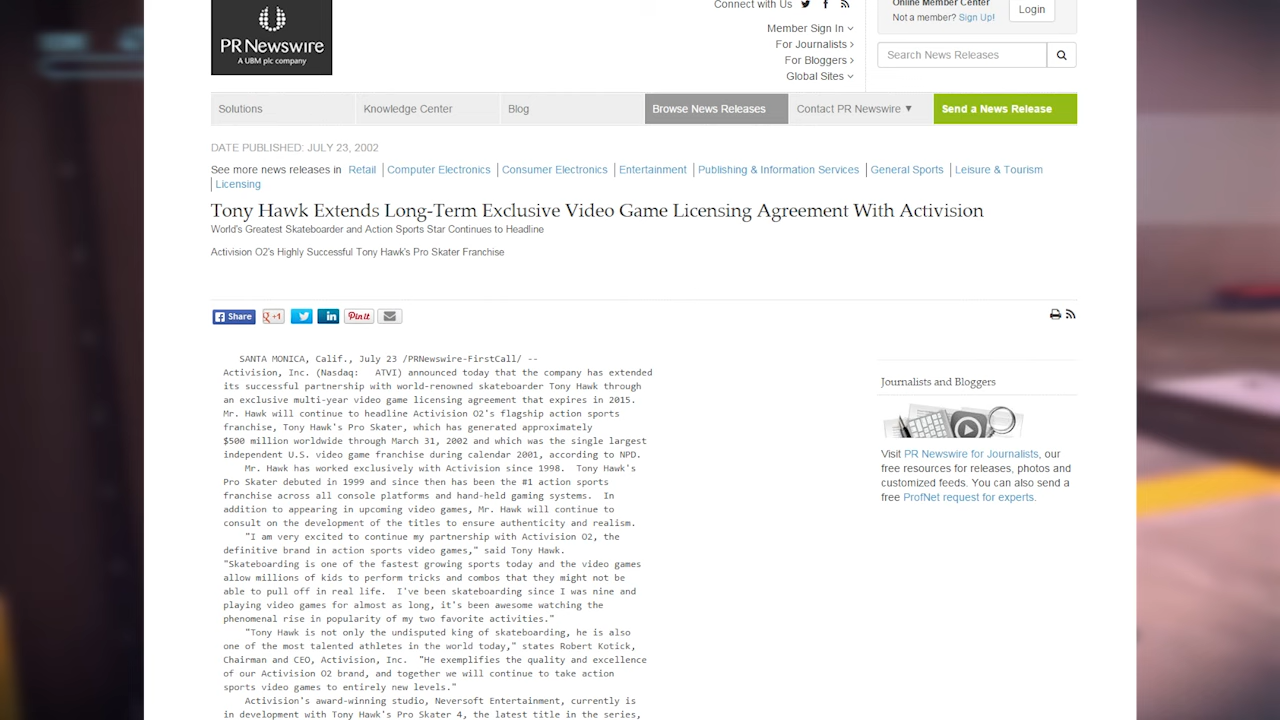 Connect with Us
Online Member Center
Not a member? Sign Up!
Login
PR Newswire
A UBM plc company
Member Sign In
For Journalists
For Bloggers
Global Sites
Search News Releases
Solutions
Knowledge Center
Blog
Browse News Releases
Contact PR Newswire ▼
Send a News Release
DATE PUBLISHED: JULY 23, 2002
See more news releases in Retail | Computer Electronics | Consumer Electronics | Entertainment | Publishing & Information Services | General Sports | Leisure & Tourism
| Licensing
Tony Hawk Extends Long-Term Exclusive Video Game Licensing Agreement With Activision
World's Greatest Skateboarder and Action Sports Star Continues to Headline
Activision O2's Highly Successful Tony Hawk's Pro Skater Franchise
Share
g+1
in
Pin it
SANTA MONICA, Calif., July 23 /PRNewswire-FirstCall/ --
Activision, Inc. (Nasdaq: ATVI) announced today that the company has extended
its successful partnership with world-renowned skateboarder Tony Hawk through
an exclusive multi-year video game licensing agreement that expires in 2015.
Mr. Hawk will continue to headline Activision O2's flagship action sports
franchise, Tony Hawk's Pro Skater, which has generated approximately
$500 million worldwide through March 31, 2002 and which was the single largest
independent U.S. video game franchise during calendar 2001, according to NPD.
Mr. Hawk has worked exclusively with Activision since 1998. Tony Hawk's
Pro Skater debuted in 1999 and since then has been the #1 action sports
franchise across all console platforms and hand-held gaming systems. In
addition to appearing in upcoming video games, Mr. Hawk will continue to
consult on the development of the titles to ensure authenticity and realism.
"I am very excited to continue my partnership with Activision O2, the
definitive brand in action sports video games," said Tony Hawk.
"Skateboarding is one of the fastest growing sports today and the video games
allow millions of kids to perform tricks and combos that they might not be
able to pull off in real life. I've been skateboarding since I was nine and
playing video games for almost as long, it's been awesome watching the
phenomenal rise in popularity of my two favorite activities."
"Tony Hawk is not only the undisputed king of skateboarding, he is also
one of the most talented athletes in the world today," states Robert Kotick,
Chairman and CEO, Activision, Inc. "He exemplifies the quality and excellence
of our Activision O2 brand, and together we will continue to take action
sports video games to entirely new levels."
Activision's award-winning studio, Neversoft Entertainment, currently is
in development with Tony Hawk's Pro Skater 4, the latest title in the series,
Journalists and Bloggers
Visit PR Newswire for Journalists, our
free resources for releases, photos and
customized feeds. You can also send a
free ProfNet request for experts.